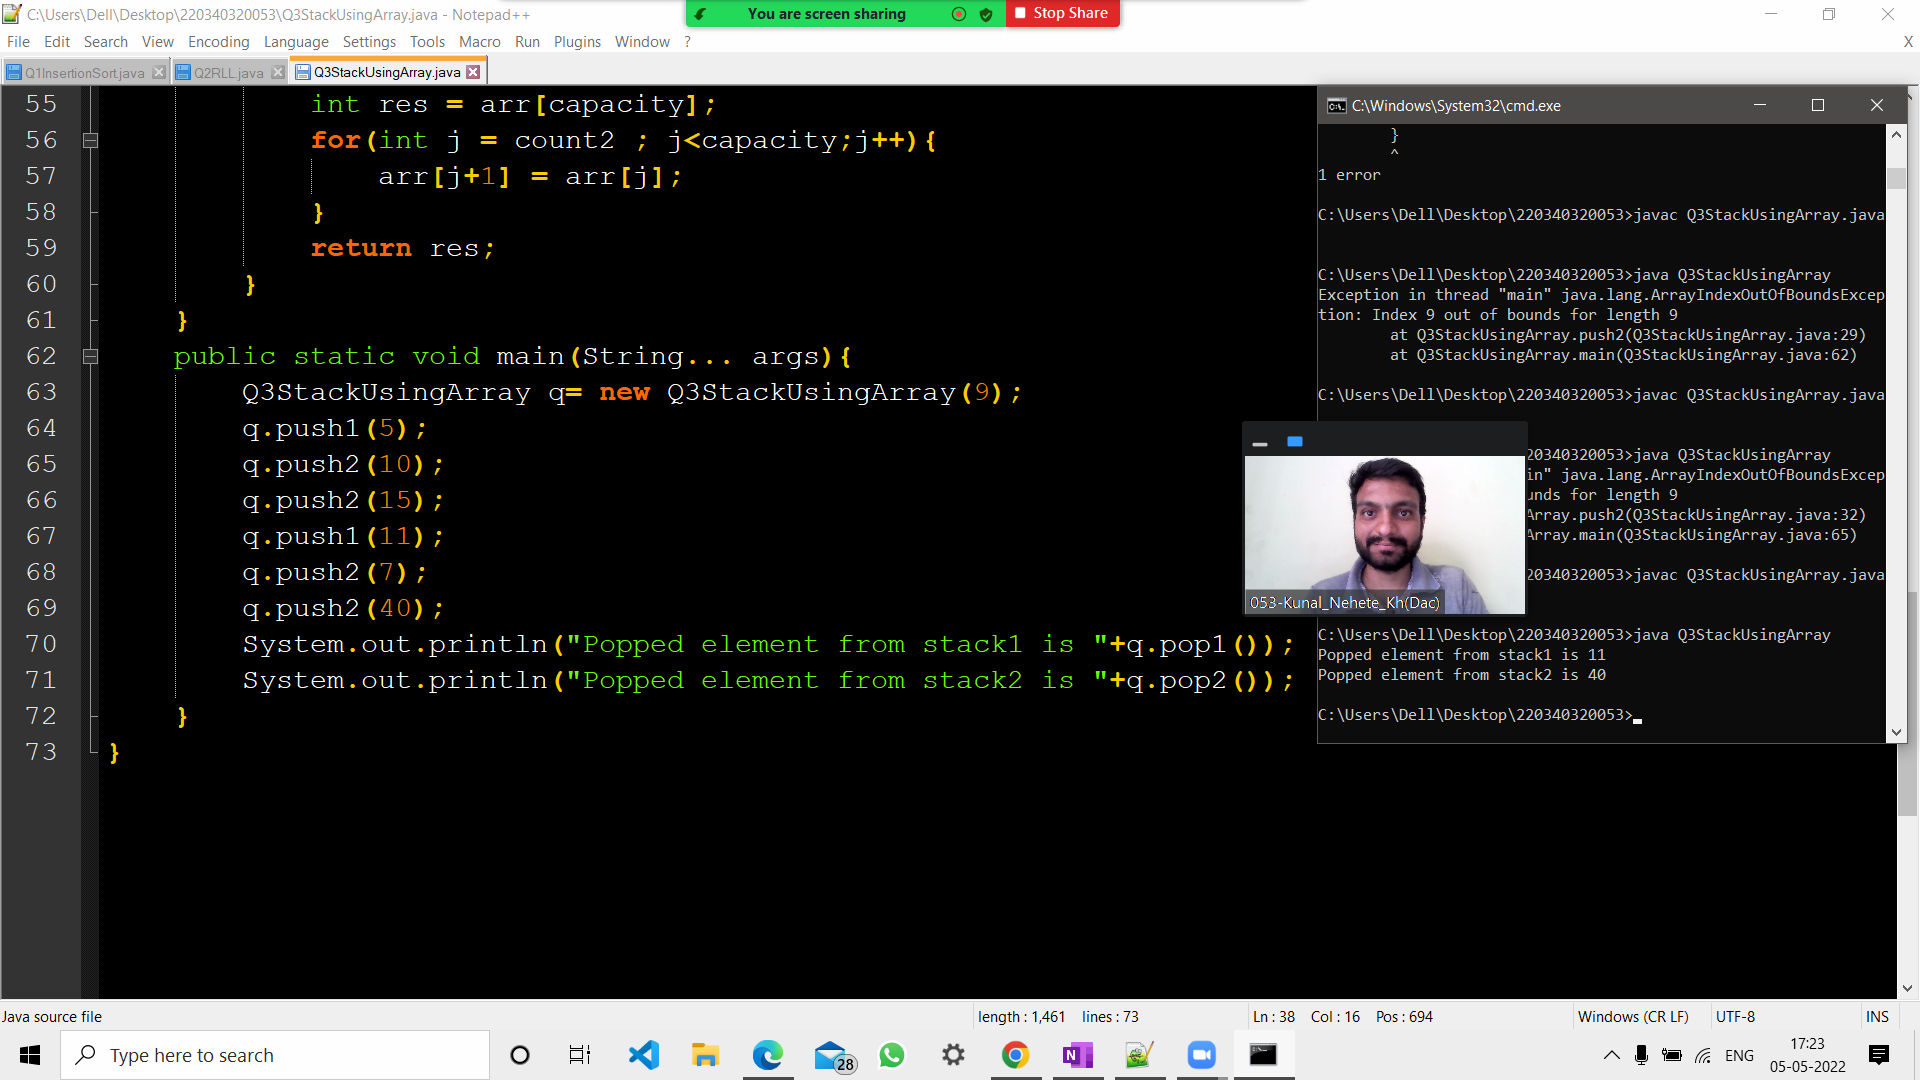 C:\Users\Dell\Desktop\220340320053\Q3StackUsingArray.java - Notepad++
You are screen sharing
Stop Share
File Edit Search View Encoding Language Settings Tools Macro Run Plugins Window ?
X
Q1InsertionSort.java Q2RLL.java Q3StackUsingArray.java
55 int res = arr[capacity];
56 for(int j = count2 ; j<capacity;j++){
57 arr[j+1] = arr[j];
58 }
59 return res;
60 }
61 }
62 public static void main(String... args){
63 Q3StackUsingArray q= new Q3StackUsingArray(9);
64 q.push1(5);
65 q.push2(10);
66 q.push2(15);
67 q.push1(11);
68 q.push2(7);
69 q.push2(40);
70 System.out.println("Popped element from stack1 is "+q.pop1());
71 System.out.println("Popped element from stack2 is "+q.pop2());
72 }
73 }
C:\Windows\System32\cmd.exe
}
^
1 error
C:\Users\Dell\Desktop\220340320053>javac Q3StackUsingArray.java
C:\Users\Dell\Desktop\220340320053>java Q3StackUsingArray
Exception in thread "main" java.lang.ArrayIndexOutOfBoundsExcep
tion: Index 9 out of bounds for length 9
at Q3StackUsingArray.push2(Q3StackUsingArray.java:29)
at Q3StackUsingArray.main(Q3StackUsingArray.java:62)
C:\Users\Dell\Desktop\220340320053>javac Q3StackUsingArray.java
20340320053>java Q3StackUsingArray
in" java.lang.ArrayIndexOutOfBoundsExcep
unds for length 9
Array.push2(Q3StackUsingArray.java:32)
Array.main(Q3StackUsingArray.java:65)
20340320053>javac Q3StackUsingArray.java
C:\Users\Dell\Desktop\220340320053>java Q3StackUsingArray
Popped element from stack1 is 11
Popped element from stack2 is 40
C:\Users\Dell\Desktop\220340320053>
053-Kunal_Nehete_Kh(Dac)
Java source file
length : 1,461 lines : 73
Ln : 38 Col : 16 Pos : 694
Windows (CR LF)
UTF-8
INS
Type here to search
28
ENG
17:23
05-05-2022